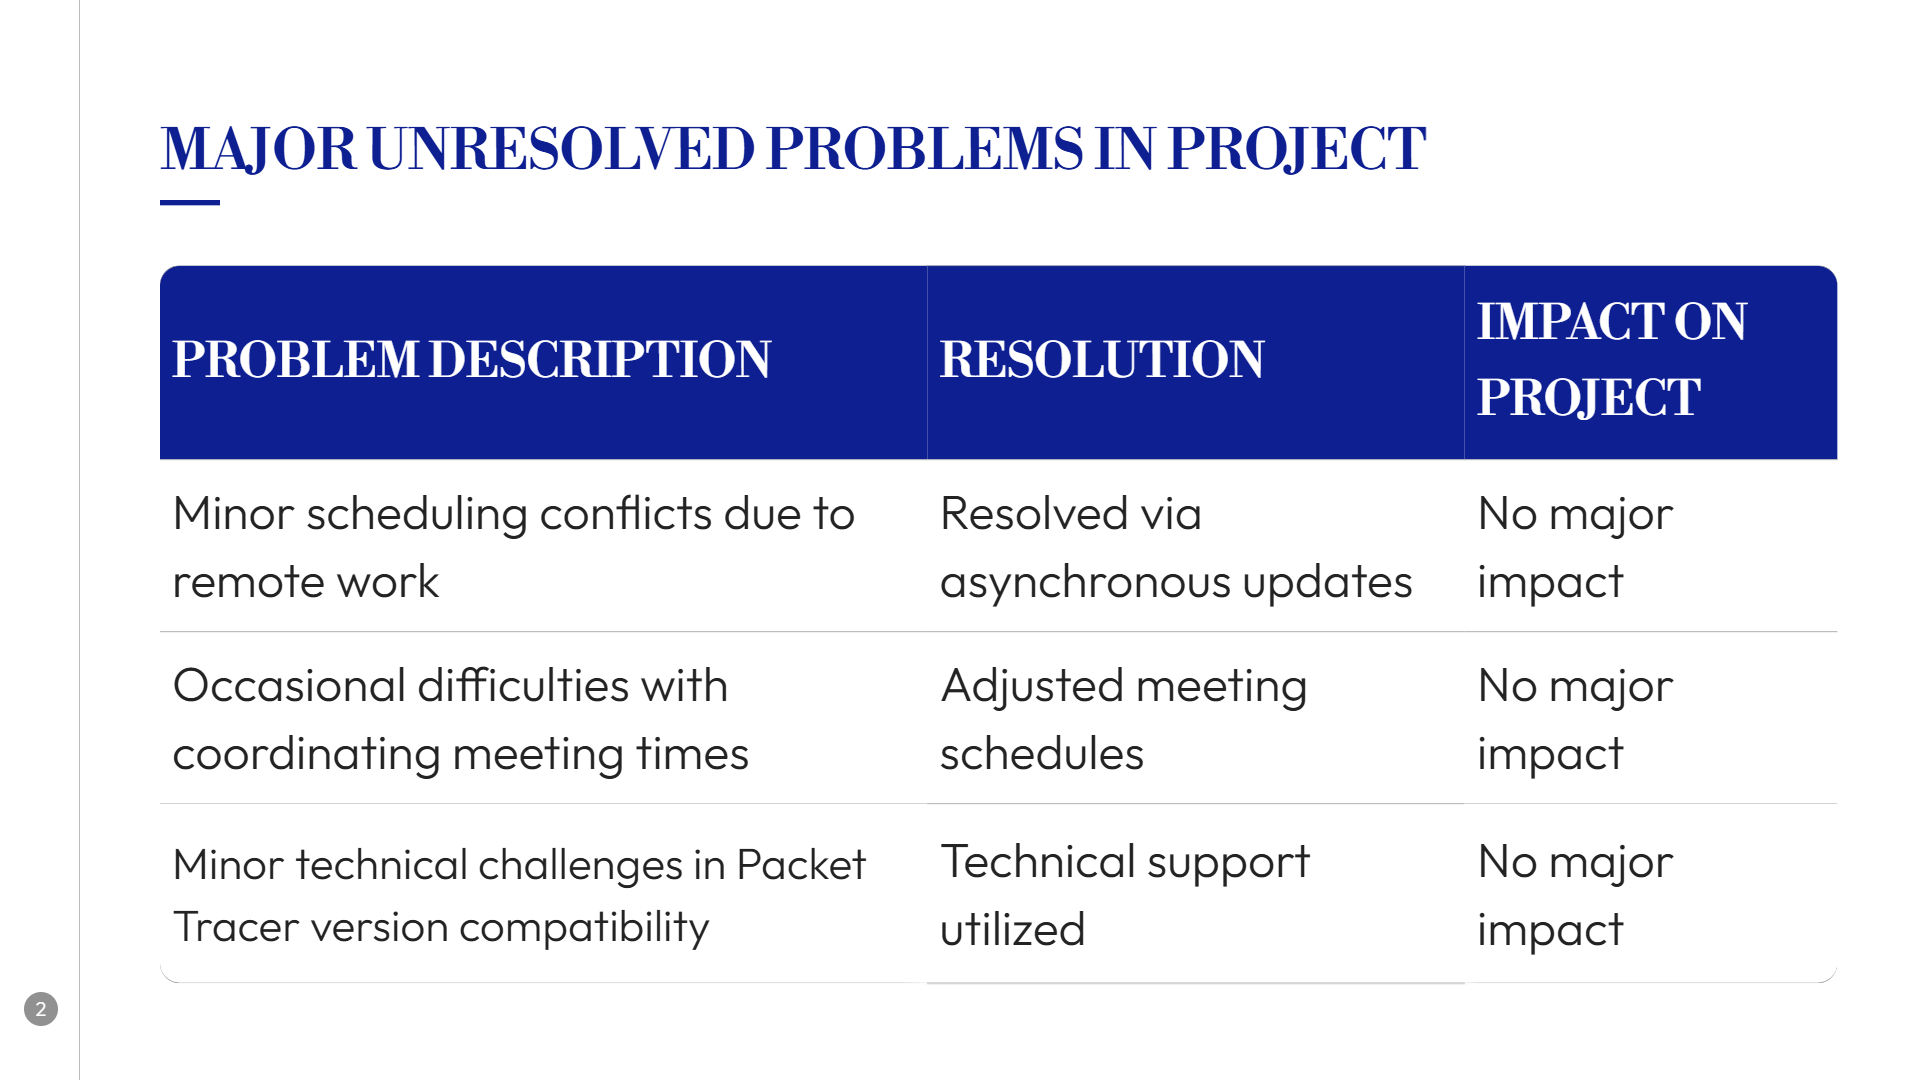 MAJOR UNRESOLVED PROBLEMS IN PROJECT
PROBLEM DESCRIPTION
RESOLUTION
IMPACT ON
PROJECT
Minor scheduling conflicts due to
remote work
Resolved via
asynchronous updates
No major
impact
Occasional difficulties with
coordinating meeting times
Adjusted meeting
schedules
No major
impact
Minor technical challenges in Packet
Tracer version compatibility
Technical support
utilized
No major
impact
2